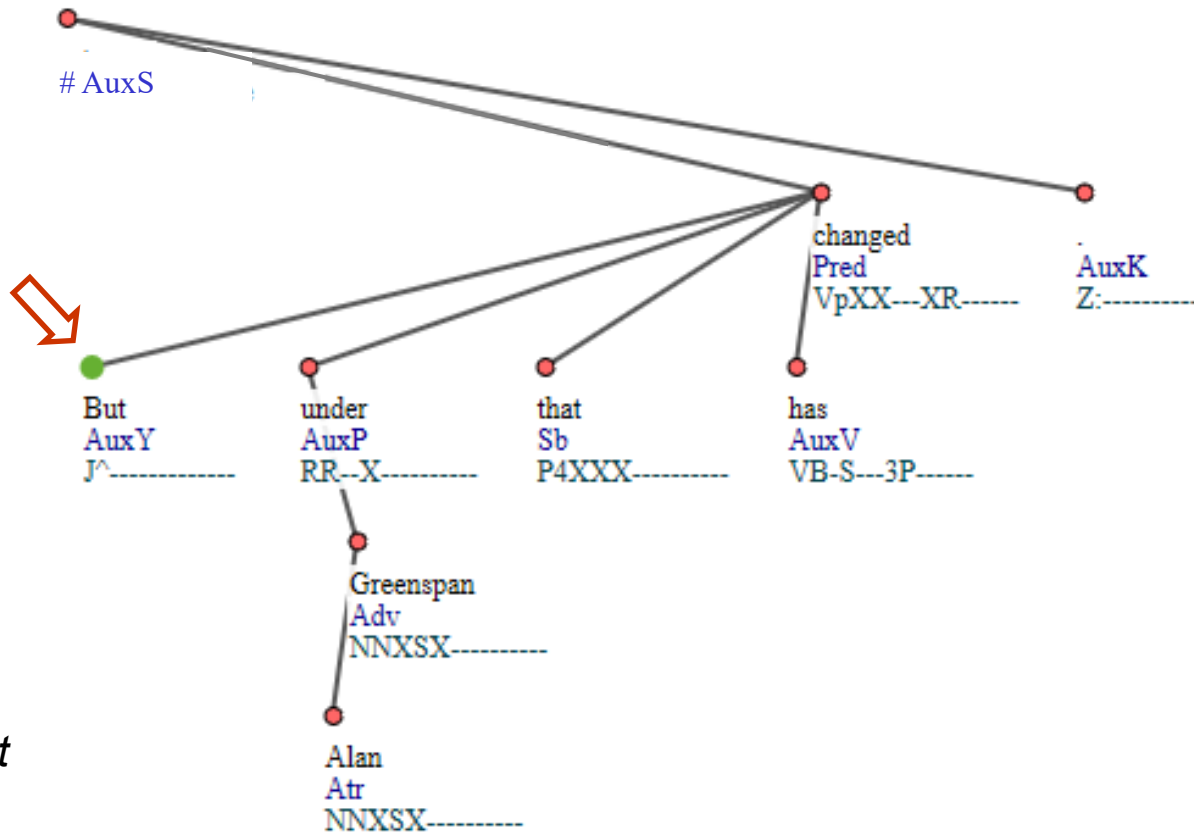 # AuxS
changed
Pred
VpXX---XR------
.
AuxK
Z:----------
But
AuxY
J^-------------
under
AuxP
RR--X----------
that
Sb
P4XXX----------
has
AuxV
VB-S---3P------
Greenspan
Adv
NNXSX----------
t
Alan
Atr
NNXSX----------